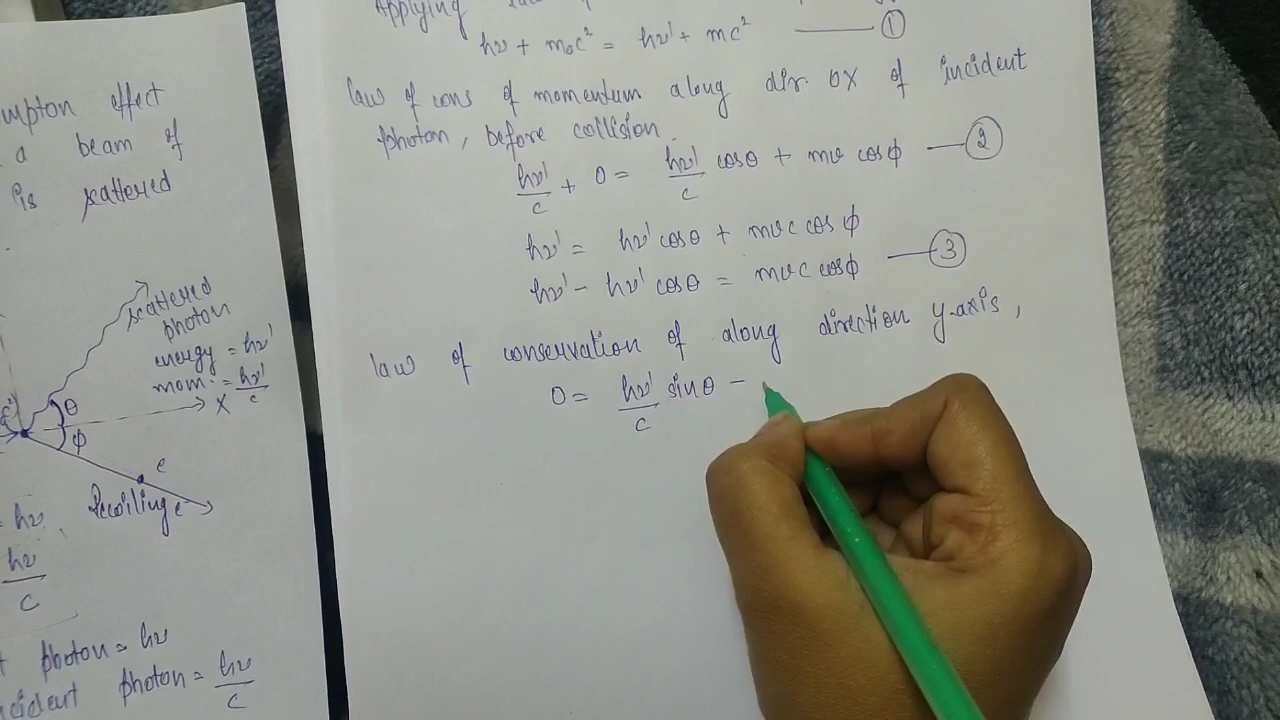 mpton effect
a beam of
is scattered
scattered
photon
energy = hν'
mom. = hν'/c
θ
X
φ
e
Recoiling e
= hν
hν/c
photon = hν
cident photon = hν/c
Applying
hν + m₀c² = hν' + mc² ——— ①
law of cons of momentum along dir. OX of incident
photon, before collision.
hν'/c + 0 = hν'/c cosθ + mv cosφ — ②
hν' = hν' cosθ + mvc cosφ
hν' - hν' cosθ = mvc cosφ — ③
law of conservation of along direction y-axis,
0 = hν'/c sinθ -